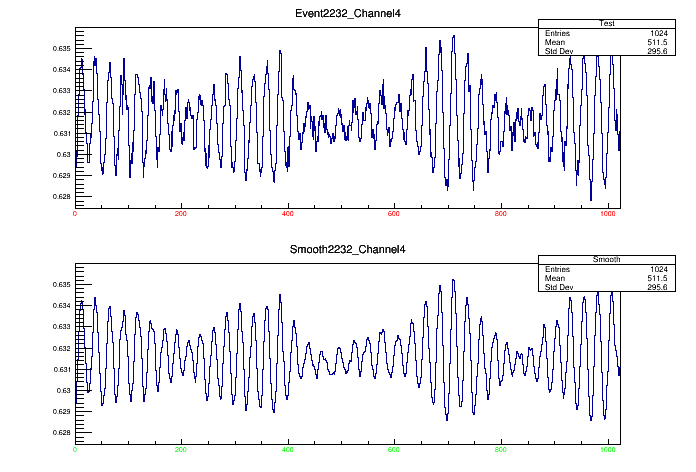 Event2232_Channel4
Test
Entries 1024
Mean 511.5
Std Dev 295.6
0.635
0.634
0.633
0.632
0.631
0.63
0.629
0.628
0 200 400 600 800 1000
Smooth2232_Channel4
Smooth
Entries 1024
Mean 511.5
Std Dev 295.6
0.635
0.634
0.633
0.632
0.631
0.63
0.629
0.628
0 200 400 600 800 1000